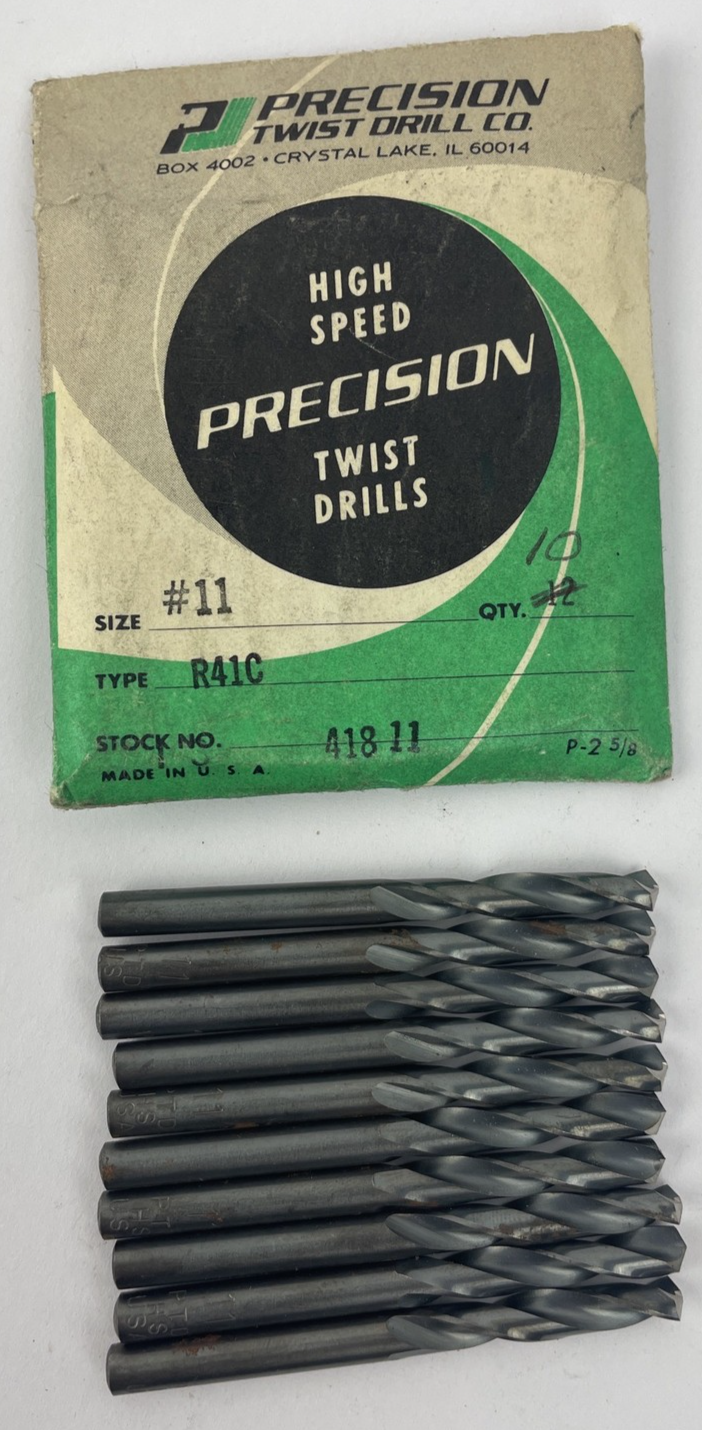 PRECISION
TWIST DRILL CO.
BOX 4002 • CRYSTAL LAKE, IL 60014
HIGH
SPEED
PRECISION
TWIST
DRILLS
10
SIZE #11 QTY. 12
TYPE R41C
STOCK NO. 418 11
P-2 5/8
MADE IN U. S. A.